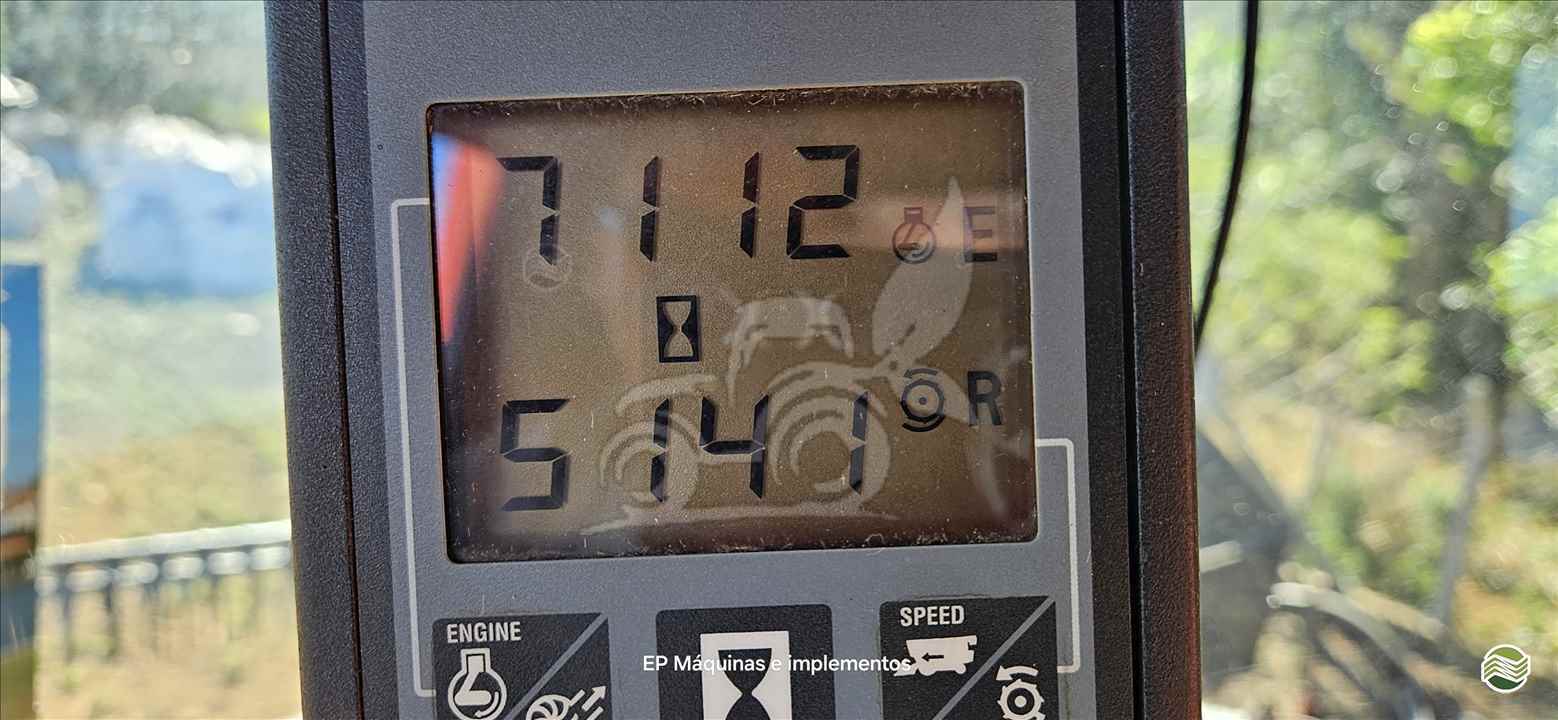 7112 E
5141 R
ENGINE
SPEED
EP Máquinas e implementos